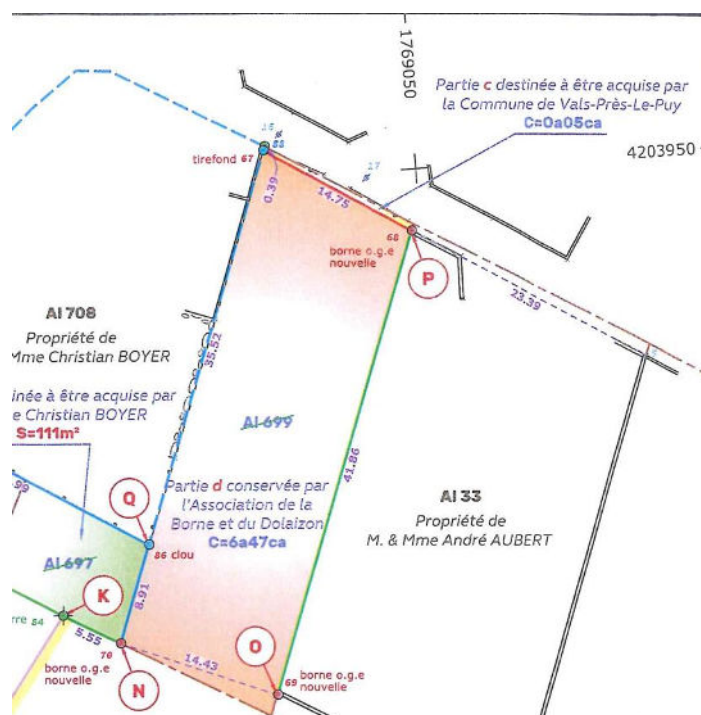 1769050
Partie c destinée à être acquise par
la Commune de Vals-Près-Le-Puy
C=0a05ca
4203950
16
55
17
tirefond 67
0.39
14.75
68
borne o.g.e
nouvelle
P
23.39
AI 708
Propriété de
Mme Christian BOYER
35.52
inée à être acquise par
e Christian BOYER
S=111m²
AI 699
41.86
Partie d conservée par
l'Association de la
Borne et du Dolaizon
C=6a47ca
AI 33
Propriété de
M. & Mme André AUBERT
.99
Q
86 clou
AI 697
K
rre 54
8.91
5.55
70
borne o.g.e
nouvelle
N
14.43
O
69
borne o.g.e
nouvelle